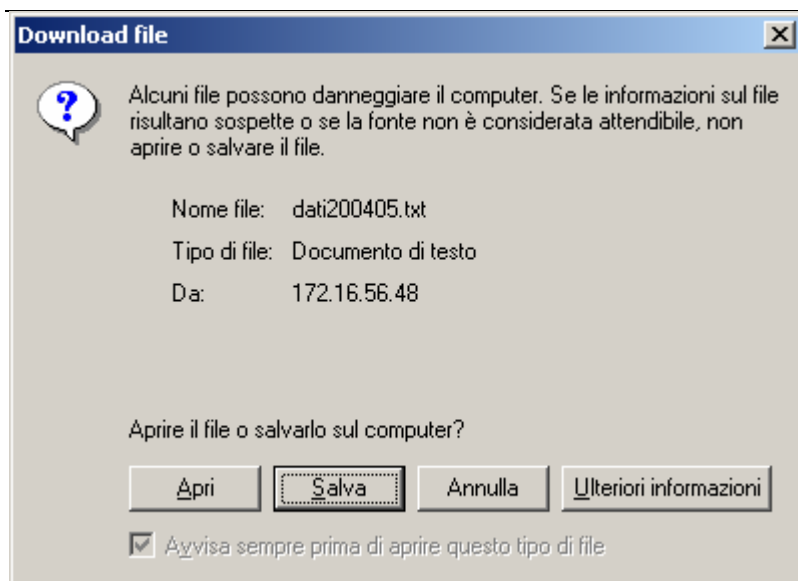 Download file
Alcuni file possono danneggiare il computer. Se le informazioni sul file
risultano sospette o se la fonte non è considerata attendibile, non
aprire o salvare il file.
Nome file: dati200405.txt
Tipo di file: Documento di testo
Da: 172.16.56.48
Aprire il file o salvarlo sul computer?
Apri Salva Annulla Ulteriori informazioni
Avvisa sempre prima di aprire questo tipo di file